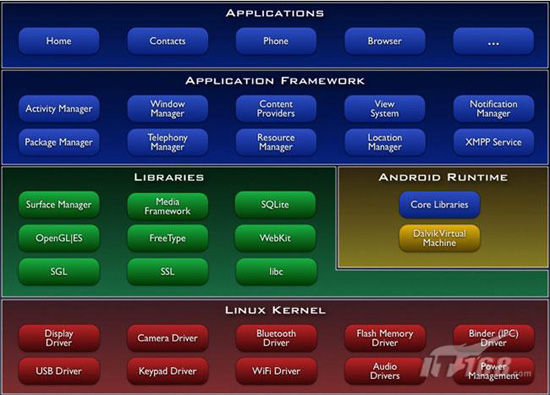 APPLICATIONS
Home
Contacts
Phone
Browser
...
APPLICATION FRAMEWORK
Activity Manager
Window
Manager
Content
Providers
View
System
Notification
Manager
Package Manager
Telephony
Manager
Resource
Manager
Location
Manager
XMPP Service
LIBRARIES
Surface Manager
Media
Framework
SQLite
OpenGL|ES
FreeType
WebKit
SGL
SSL
libc
ANDROID RUNTIME
Core Libraries
Dalvik Virtual
Machine
LINUX KERNEL
Display
Driver
Camera Driver
Bluetooth
Driver
Flash Memory
Driver
Binder (IPC)
Driver
USB Driver
Keypad Driver
WiFi Driver
Audio
Drivers
Power
Management
IT168.com